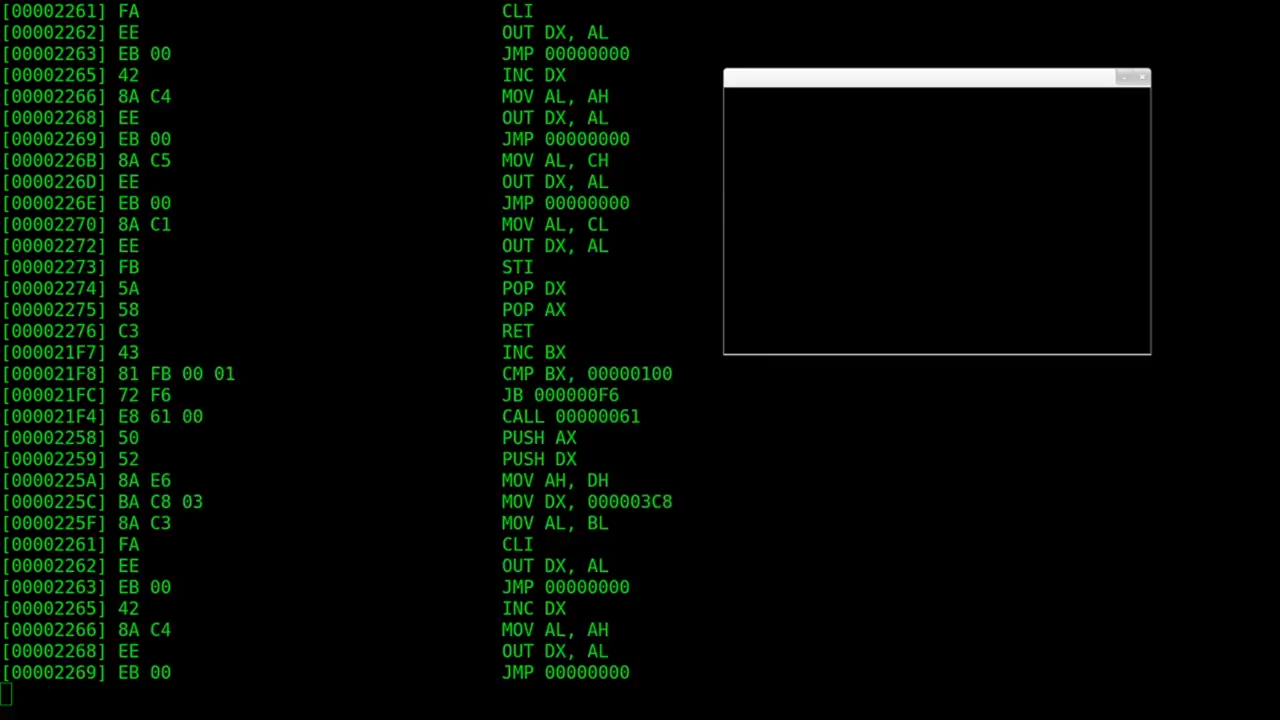 [00002261] FA CLI
[00002262] EE OUT DX, AL
[00002263] EB 00 JMP 00000000
[00002265] 42 INC DX
[00002266] 8A C4 MOV AL, AH
[00002268] EE OUT DX, AL
[00002269] EB 00 JMP 00000000
[0000226B] 8A C5 MOV AL, CH
[0000226D] EE OUT DX, AL
[0000226E] EB 00 JMP 00000000
[00002270] 8A C1 MOV AL, CL
[00002272] EE OUT DX, AL
[00002273] FB STI
[00002274] 5A POP DX
[00002275] 58 POP AX
[00002276] C3 RET
[000021F7] 43 INC BX
[000021F8] 81 FB 00 01 CMP BX, 00000100
[000021FC] 72 F6 JB 000000F6
[000021F4] E8 61 00 CALL 00000061
[00002258] 50 PUSH AX
[00002259] 52 PUSH DX
[0000225A] 8A E6 MOV AH, DH
[0000225C] BA C8 03 MOV DX, 000003C8
[0000225F] 8A C3 MOV AL, BL
[00002261] FA CLI
[00002262] EE OUT DX, AL
[00002263] EB 00 JMP 00000000
[00002265] 42 INC DX
[00002266] 8A C4 MOV AL, AH
[00002268] EE OUT DX, AL
[00002269] EB 00 JMP 00000000